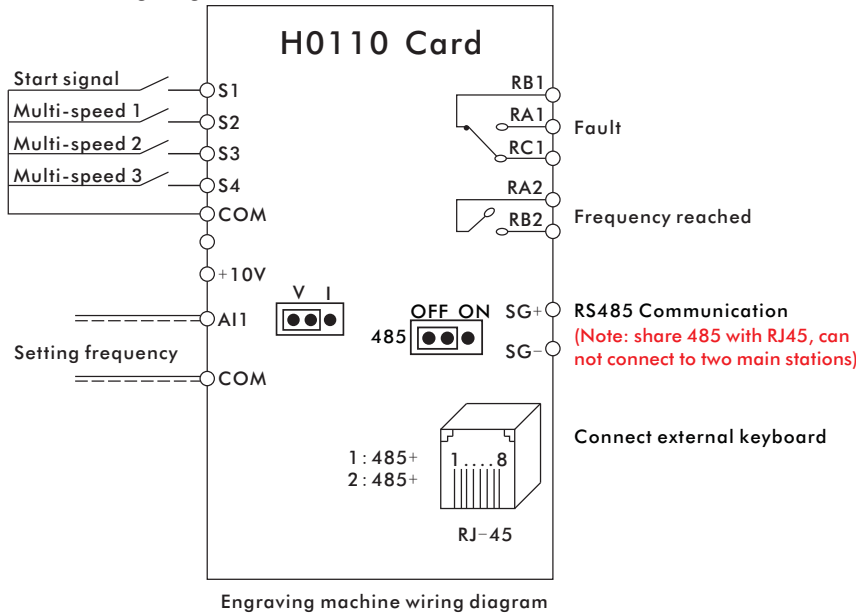 H0110 Card
Start signal
S1
Multi-speed 1
S2
Multi-speed 2
S3
Multi-speed 3
S4
COM
+10V
V I
AI1
Setting frequency
COM
RB1
RA1
Fault
RC1
RA2
Frequency reached
RB2
OFF ON
485
SG+
RS485 Communication
(Note: share 485 with RJ45, can
not connect to two main stations)
SG-
Connect external keyboard
1:485+
2:485+
1....8
RJ-45
Engraving machine wiring diagram